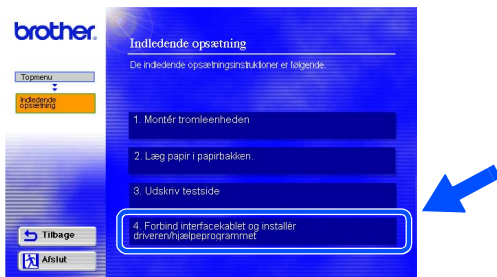 brother.
Topmenu
Indledende
opsætning
Tilbage
Afslut
Indledende opsætning
De indledende opsætningsinstruktioner er følgende.
1. Montér tromleenheden
2. Læg papir i papirbakken.
3. Udskriv testside
4. Forbind interfacekablet og installér
driveren/hjælpeprogrammet